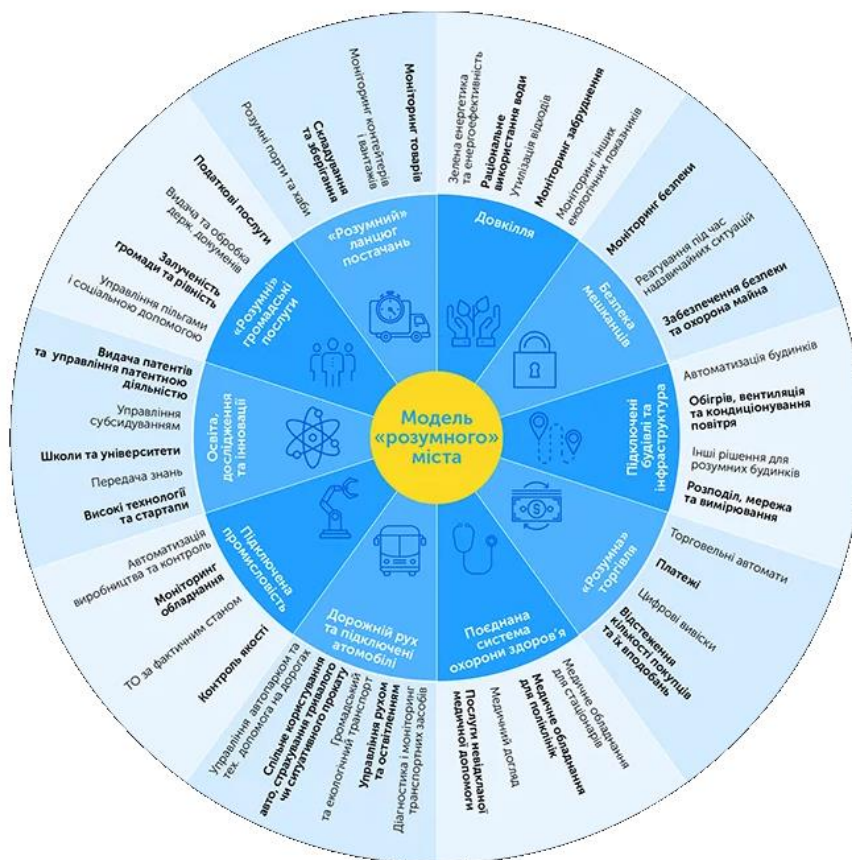 Модель
«розумного»
міста
Довкілля
Зелена енергетика
та енергоефективність
Раціональне
використання води
Утилізація відходів
Моніторинг забруднення
Моніторинг інших
екологічних показників
Безпека
мешканців
Моніторинг безпеки
Реагування під час
надзвичайних ситуацій
Забезпечення безпеки
та охорона майна
Підключені
будівлі та
інфраструктура
Автоматизація будинків
Обігрів, вентиляція
та кондиціонування
повітря
Інші рішення для
розумних будинків
Розподіл, мережа
та вимірювання
«Розумна»
торгівля
Торговельні автомати
Платежі
Цифрові вивіски
Відстеження
кількості покупців
та їх вподобань
Поєднана
система
охорони здоров'я
Медичне обладнання
для стаціонарів
Медичне обладнання
для поліклінік
Медичний догляд
Послуги невідкланої
медичної допомоги
Дорожній рух
та підключені
атомобілі
Діагностика і моніторинг
транспортних засобів
Управління рухом
та оствітленням
Громадський
та екологічний транспорт
Спільне користування
авто, страхування тривалого
чи ситуативного прокату
Управління автопарком та
тех. допомога на дорогах
Підключена
промисловість
Контроль якості
ТО за фактичним станом
Моніторинг
обладнання
Автоматизація
виробництва та контроль
Освіта,
дослідження
та інновації
Високі технології
та стартапи
Передача знань
Школи та університети
Управління
субсидуванням
Видача патентів
та управління патентною
діяльністю
«Розумні»
громадські
послуги
Управління пільгами
і соціальною допомогою
Залученість
громади та рівність
Видача та обробка
держ. документів
Податкові послуги
«Розумний»
ланцюг
постачань
Розумні порти та хаби
Складування
та зберігання
Моніторинг контейтерів
і вантажів
Моніторинг товарів